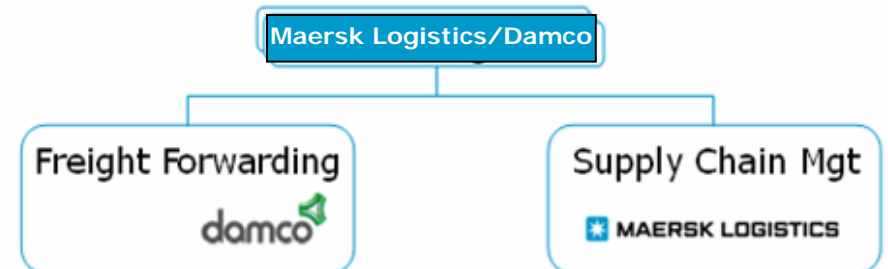 Maersk Logistics/Damco
Freight Forwarding
damco
Supply Chain Mgt
MAERSK LOGISTICS